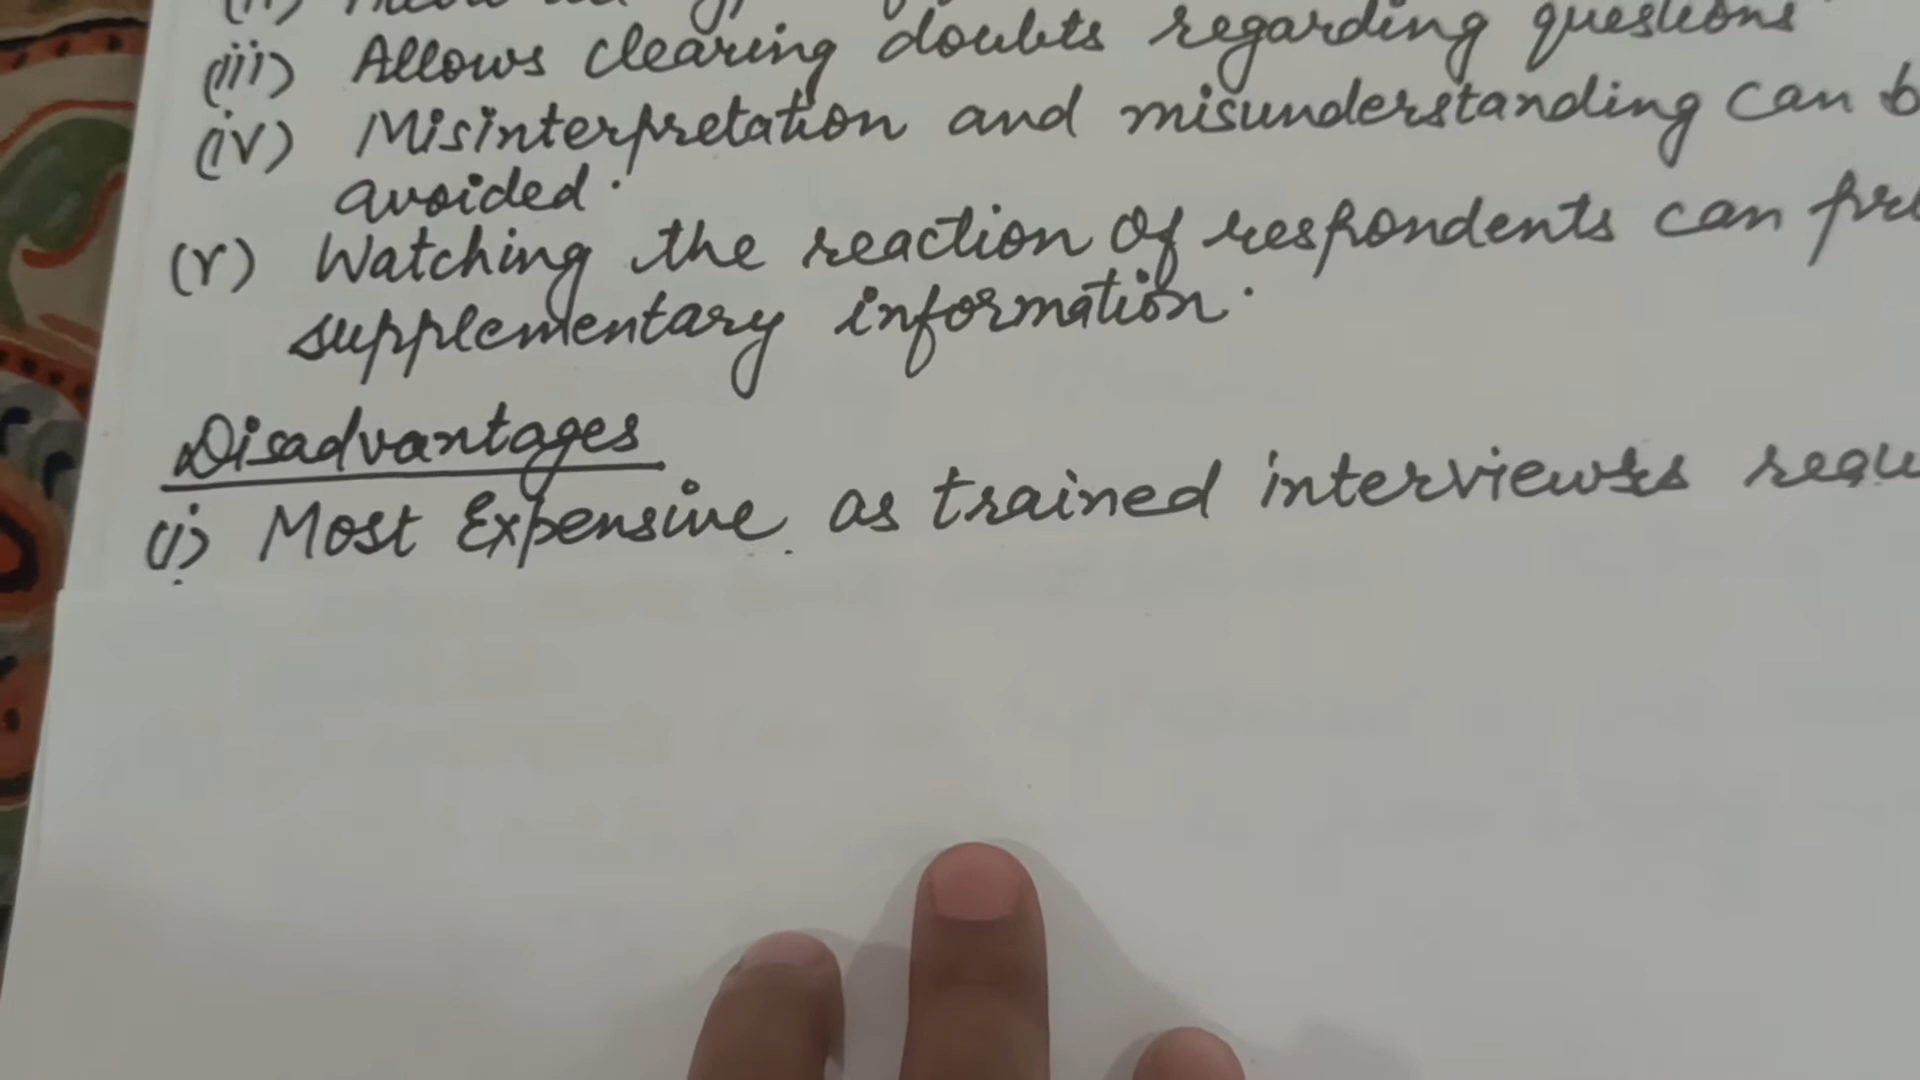 (iii) Allows clearing doubts regarding questions
(iv) Misinterpretation and misunderstanding can
avoided.
(v) Watching the reaction of respondents can
supplementary information.
Disadvantages
(i) Most Expensive as trained interviewers